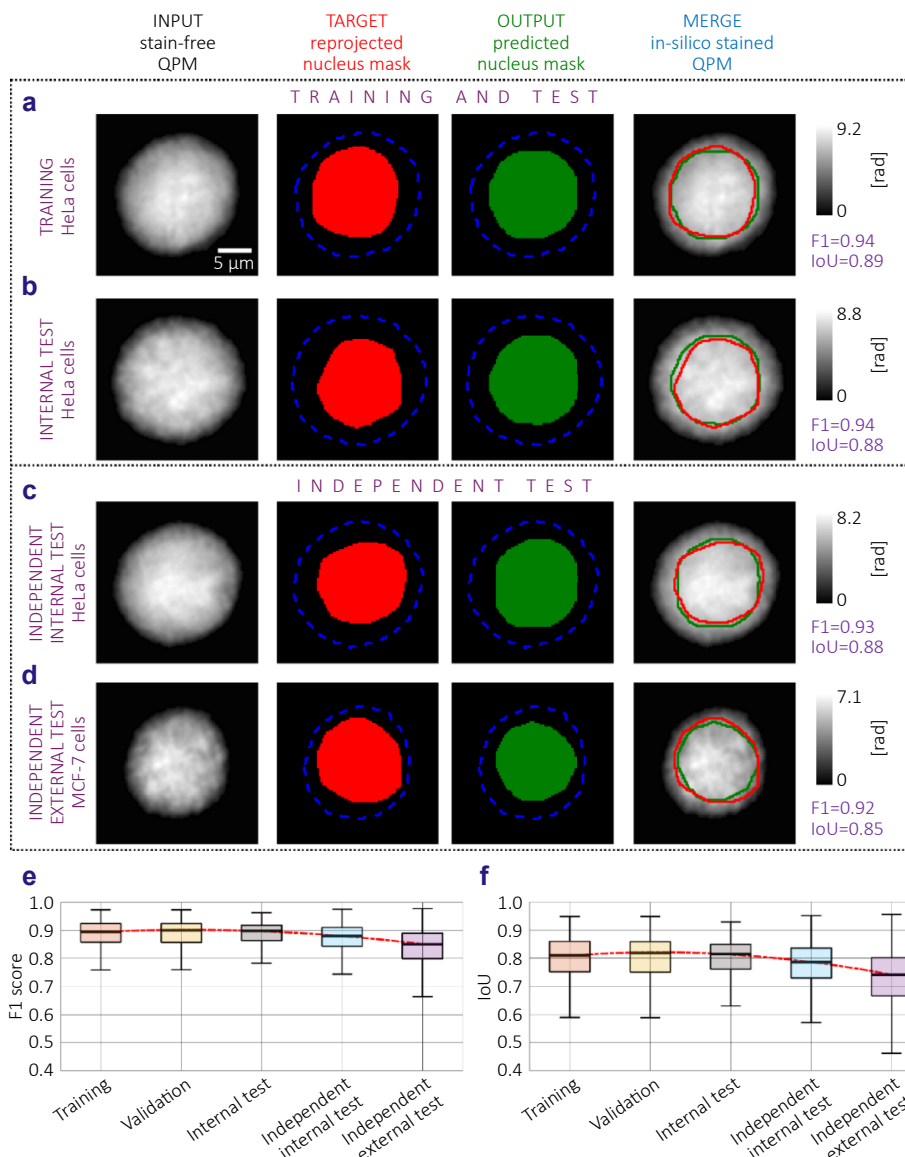 INPUT
stain-free
QPM
TARGET
reprojected
nucleus mask
OUTPUT
predicted
nucleus mask
MERGE
in-silico stained
QPM
a
TRAINING AND TEST
TRAINING
HeLa cells
5 μm
9.2
0
[rad]
F1=0.94
IoU=0.89
b
INTERNAL TEST
HeLa cells
8.8
0
[rad]
F1=0.94
IoU=0.88
c
INDEPENDENT TEST
INDEPENDENT
INTERNAL TEST
HeLa cells
8.2
0
[rad]
F1=0.93
IoU=0.88
d
INDEPENDENT
EXTERNAL TEST
MCF-7 cells
7.1
0
[rad]
F1=0.92
IoU=0.85
e
F1 score
1.0
0.9
0.8
0.7
0.6
0.5
0.4
Training
Validation
Internal test
Independent
internal test
Independent
external test
f
IoU
1.0
0.9
0.8
0.7
0.6
0.5
0.4
Training
Validation
Internal test
Independent
internal test
Independent
external test